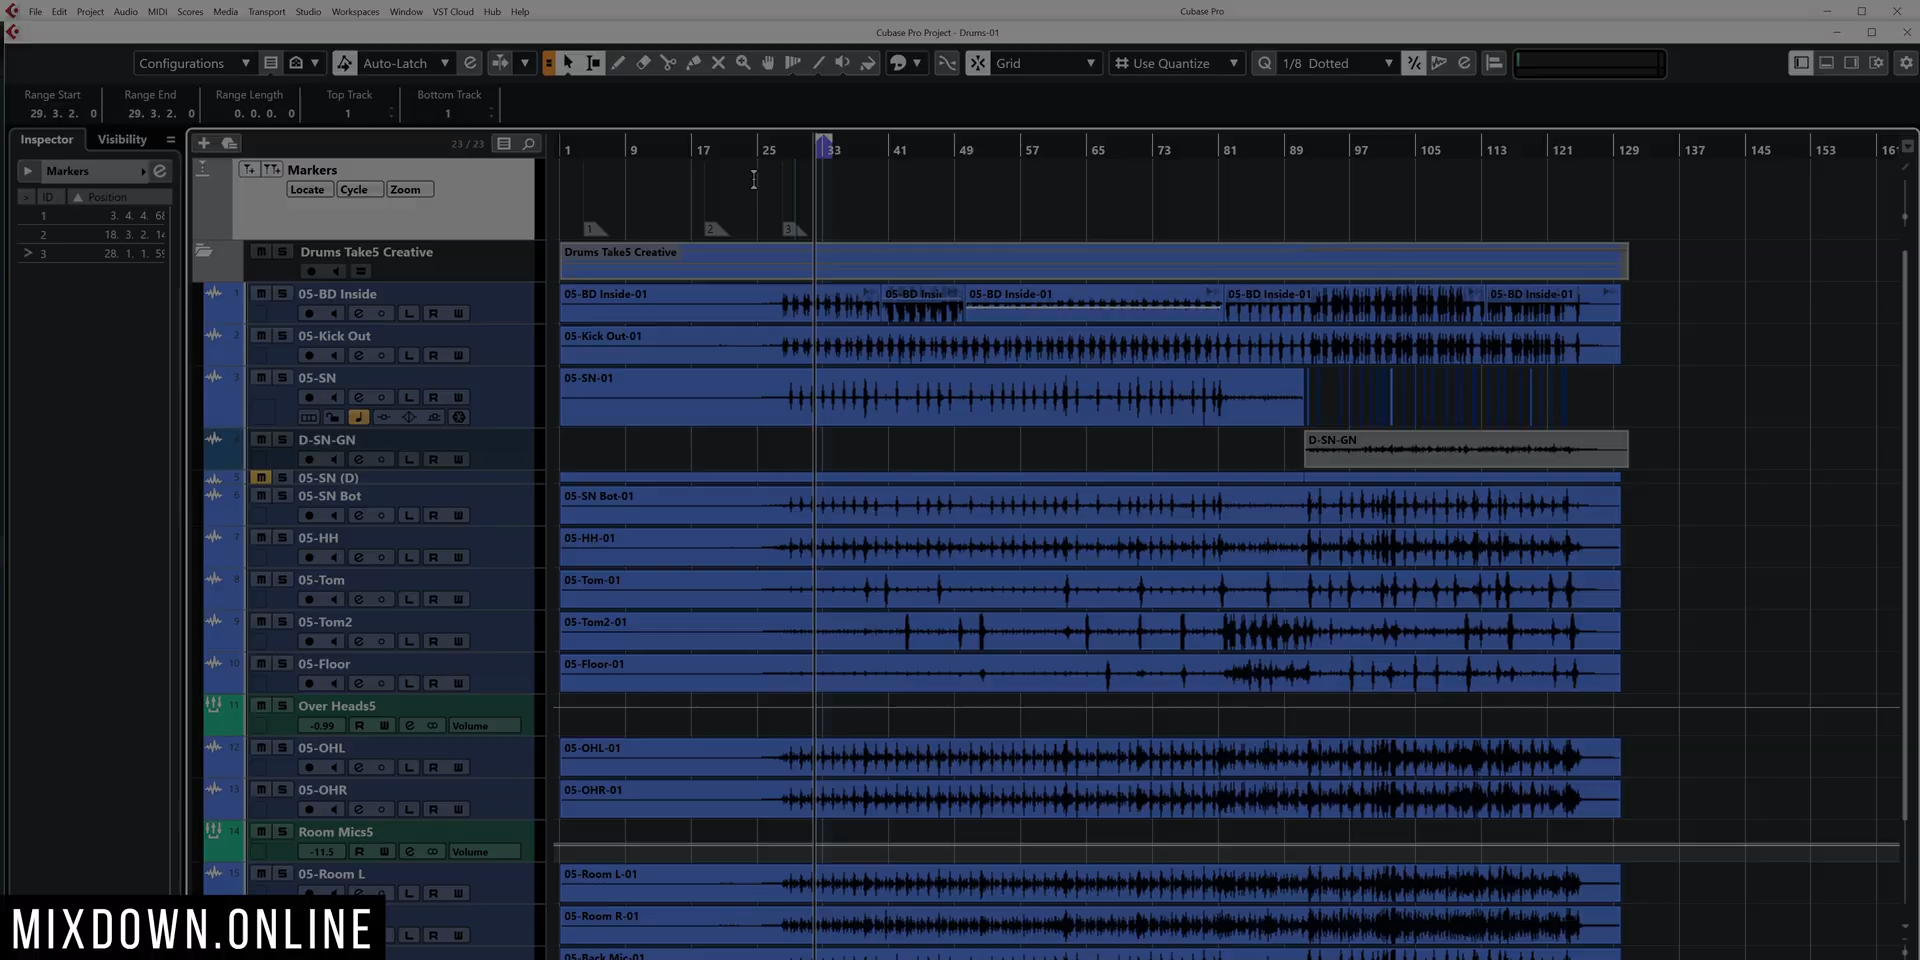 File Edit Project Audio MIDI Scores Media Transport Studio Workspaces Window VST Cloud Hub Help
Cubase Pro
Cubase Pro Project - Drums-01
Configurations Auto-Latch Grid Use Quantize 1/8 Dotted
Range Start Range End Range Length Top Track Bottom Track
29. 3. 2. 0 29. 3. 2. 0 0. 0. 0. 0 1 1
Inspector Visibility
23 / 23
1 9 17 25 33 41 49 57 65 73 81 89 97 105 113 121 129 137 145 153 16
Markers
ID Position
1 3. 4. 4. 68
2 18. 3. 2. 14
3 28. 1. 1. 59
Markers
Locate Cycle Zoom
1 2 3
m S Drums Take5 Creative
Drums Take5 Creative
1 m S 05-BD Inside
L R W
05-BD Inside-01 05-BD Insi 05-BD Inside-01 05-BD Inside-01 05-BD Inside-01
2 m S 05-Kick Out
L R W
05-Kick Out-01
3 m S 05-SN
L R W
05-SN-01
m S D-SN-GN
L R W
D-SN-GN
5 m S 05-SN (D)
6 m S 05-SN Bot
L R W
05-SN Bot-01
7 m S 05-HH
L R W
05-HH-01
8 m S 05-Tom
L R W
05-Tom-01
9 m S 05-Tom2
L R W
05-Tom2-01
10 m S 05-Floor
L R W
05-Floor-01
11 m S Over Heads5
-0.99 R W Volume
12 m S 05-OHL
L R W
05-OHL-01
13 m S 05-OHR
L R W
05-OHR-01
14 m S Room Mics5
-11.5 R W Volume
15 m S 05-Room L
L R W
05-Room L-01
L R W
05-Room R-01
05-Back Mic-01
MIXDOWN.ONLINE